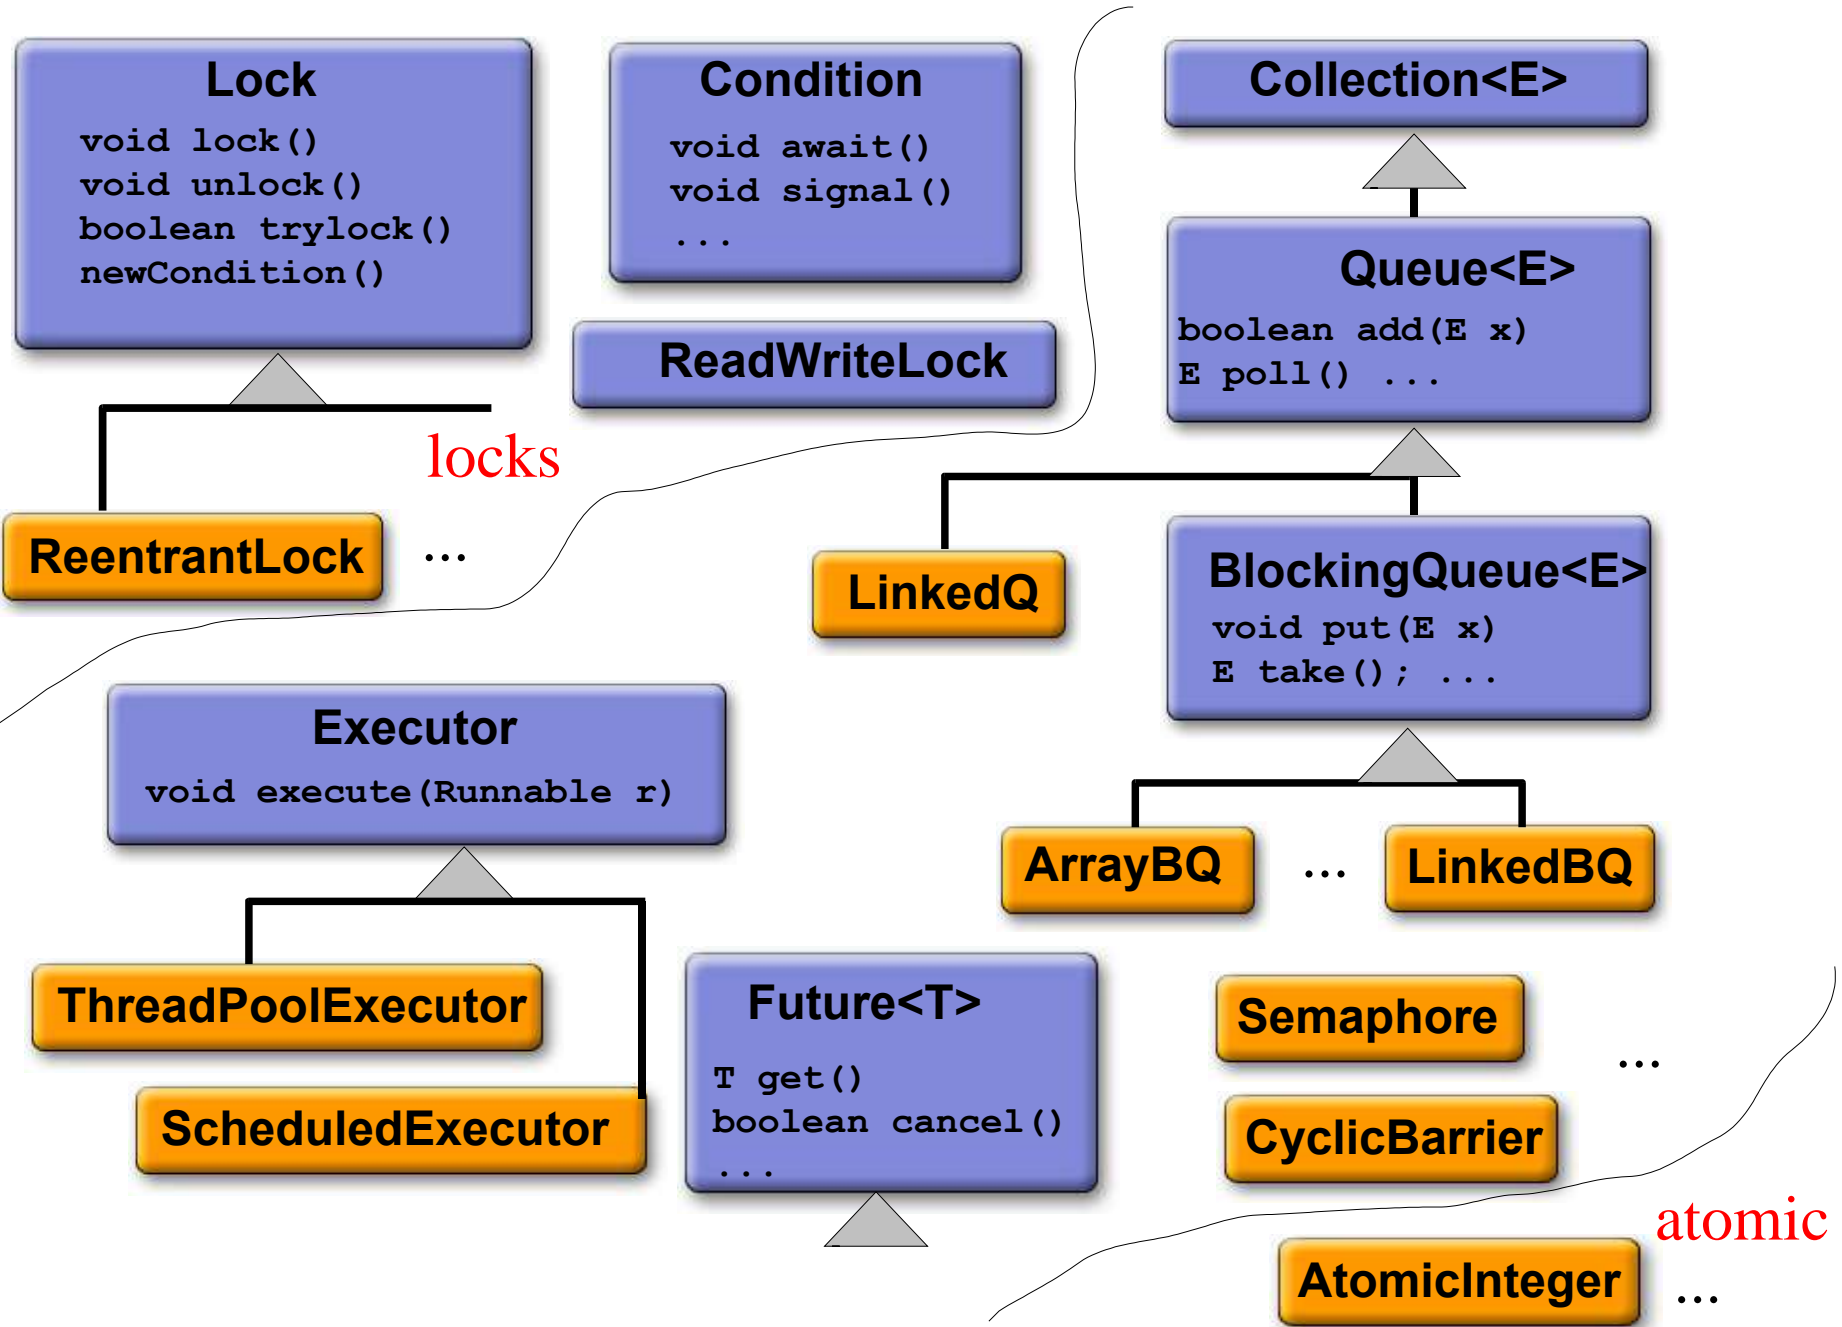 Lock
void lock()
void unlock()
boolean trylock()
newCondition()
Condition
void await()
void signal()
...
ReadWriteLock
locks
ReentrantLock
...
Collection<E>
Queue<E>
boolean add(E x)
E poll() ...
LinkedQ
BlockingQueue<E>
void put(E x)
E take(); ...
ArrayBQ
...
LinkedBQ
Executor
void execute(Runnable r)
ThreadPoolExecutor
ScheduledExecutor
Future<T>
T get()
boolean cancel()
...
Semaphore
...
CyclicBarrier
atomic
AtomicInteger
...